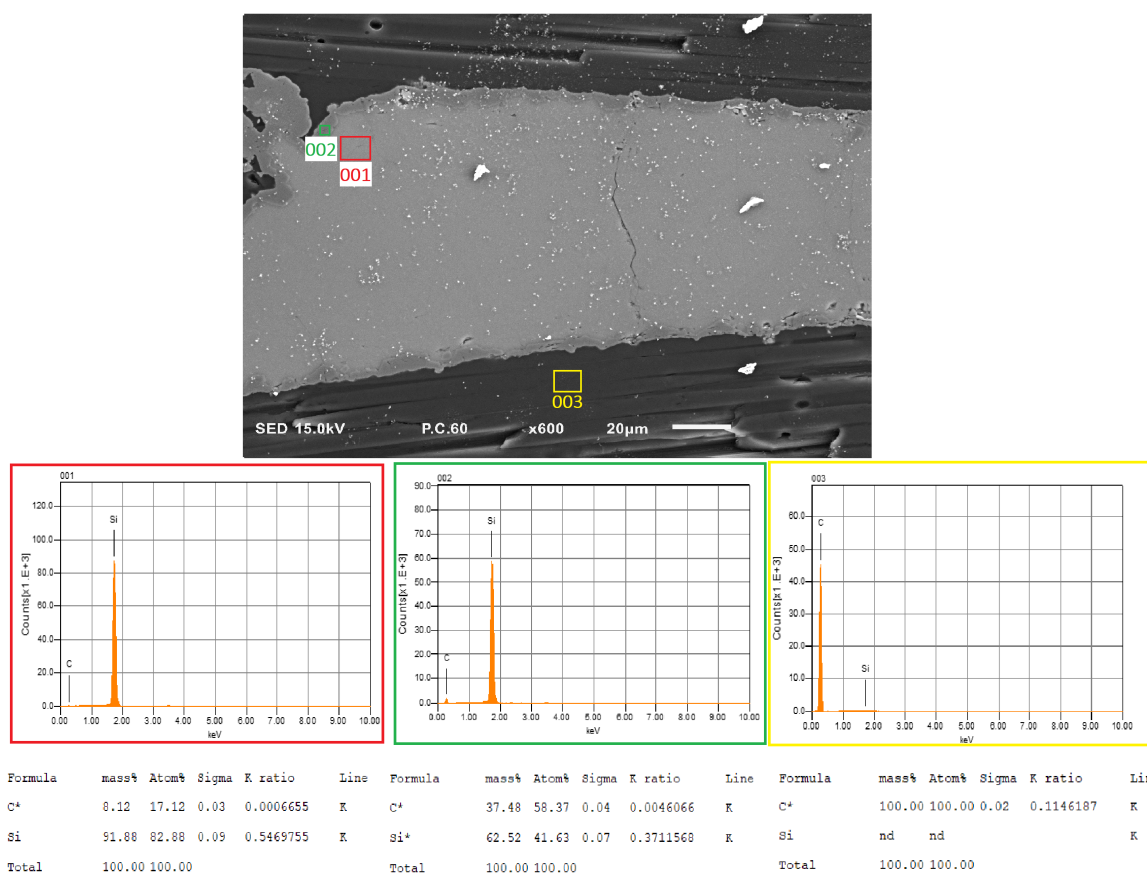 002
001
003
SED 15.0kV P.C.60 x600 20µm
001
120.0
100.0
80.0
60.0
40.0
20.0
0.0
Counts[x1.E+3]
C
Si
0.00 1.00 2.00 3.00 4.00 5.00 6.00 7.00 8.00 9.00 10.00
keV
002
90.0
80.0
70.0
60.0
50.0
40.0
30.0
20.0
10.0
0.0
Counts[x1.E+3]
C
Si
0.00 1.00 2.00 3.00 4.00 5.00 6.00 7.00 8.00 9.00 10.00
keV
003
60.0
50.0
40.0
30.0
20.0
10.0
0.0
Counts[x1.E+3]
C
Si
0.00 1.00 2.00 3.00 4.00 5.00 6.00 7.00 8.00 9.00 10.00
keV
Formula mass% Atom% Sigma K ratio Line
C* 8.12 17.12 0.03 0.0006655 K
Si 91.88 82.88 0.09 0.5469755 K
Total 100.00 100.00
Formula mass% Atom% Sigma K ratio Line
C* 37.48 58.37 0.04 0.0046066 K
Si* 62.52 41.63 0.07 0.3711568 K
Total 100.00 100.00
Formula mass% Atom% Sigma K ratio Lin
C* 100.00 100.00 0.02 0.1146187 K
Si nd nd K
Total 100.00 100.00